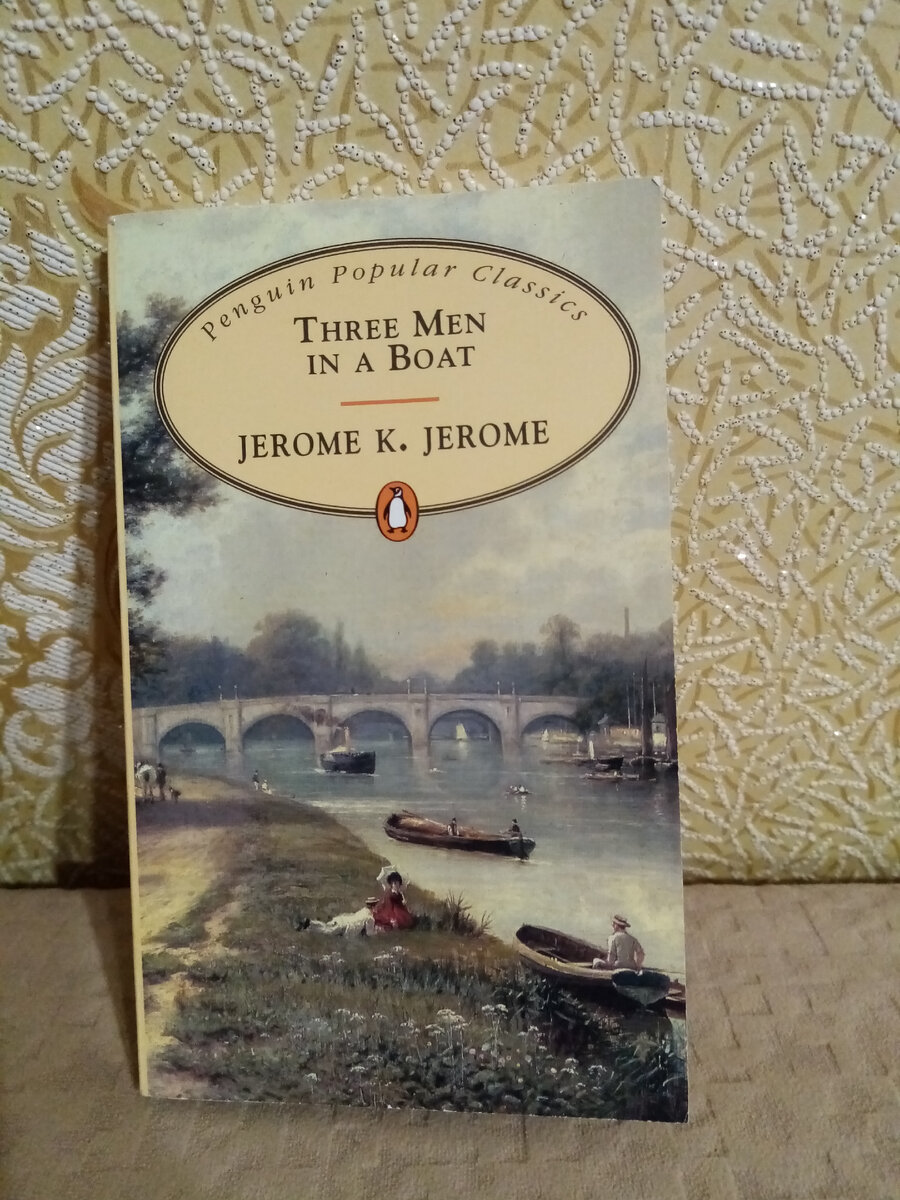 Penguin Popular Classics
THREE MEN
IN A BOAT
JEROME K. JEROME